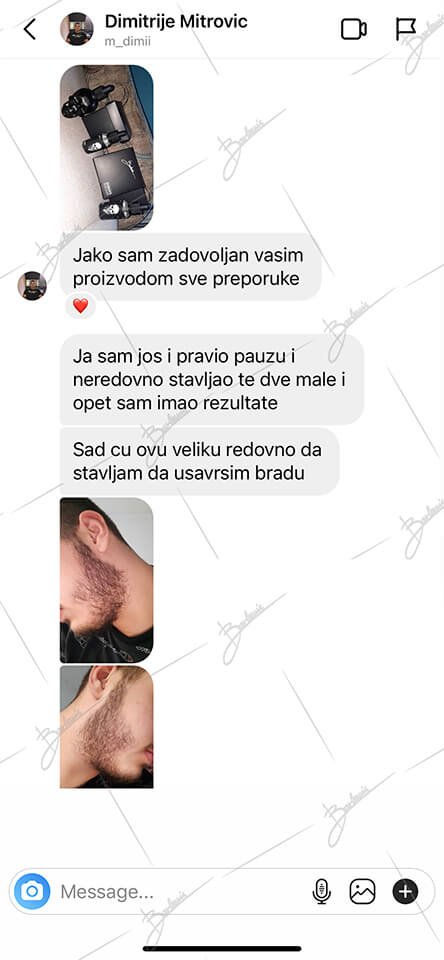 Dimitrije Mitrovic
m_dimii
Jako sam zadovoljan vasim
proizvodom sve preporuke
Ja sam jos i pravio pauzu i
neredovno stavljao te dve male i
opet sam imao rezultate
Sad cu ovu veliku redovno da
stavljam da usavrsim bradu
Message...